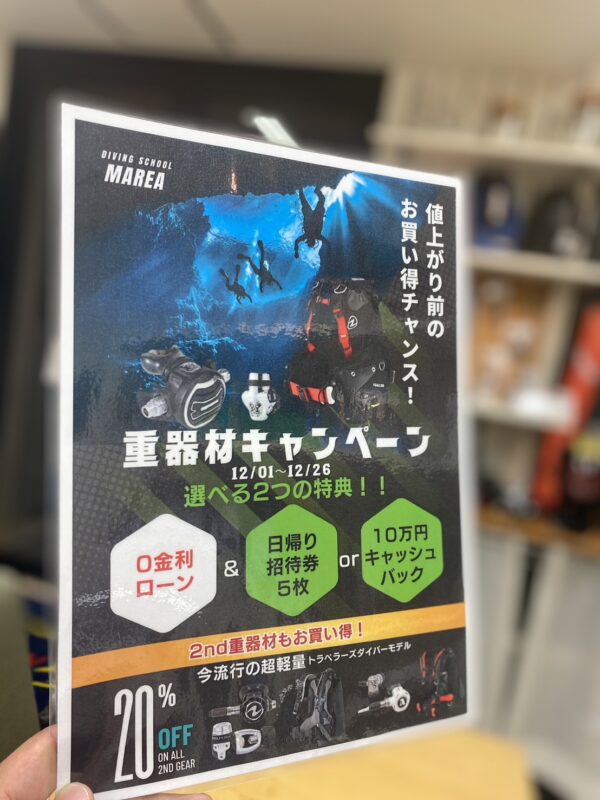 DIVING SCHOOL
MAREA
値上がり前の
お買い得チャンス！
重器材キャンペーン
12/01~12/26
選べる2つの特典！！
0金利
ローン
&
日帰り
招待券
5枚
or
10万円
キャッシュ
バック
2nd重器材もお買い得！
今流行の超軽量トラベラーズダイバーモデル
20%
OFF
ON ALL
2ND GEAR